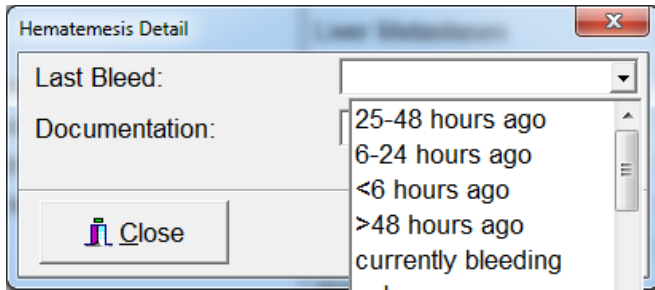 Hematemesis Detail
Last Bleed:
Documentation:
25-48 hours ago
6-24 hours ago
<6 hours ago
>48 hours ago
currently bleeding
Close